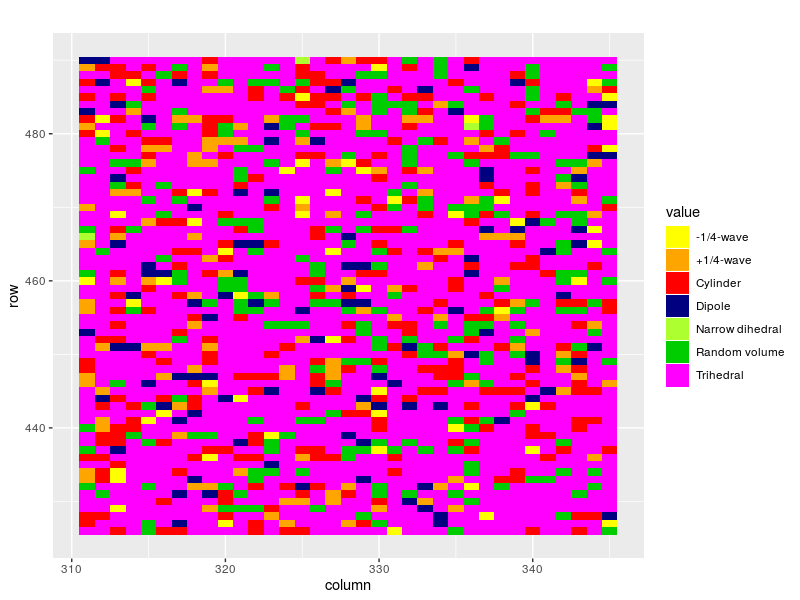 row
480
460
440
310
320
330
340
column
value
-1/4-wave
+1/4-wave
Cylinder
Dipole
Narrow dihedral
Random volume
Trihedral